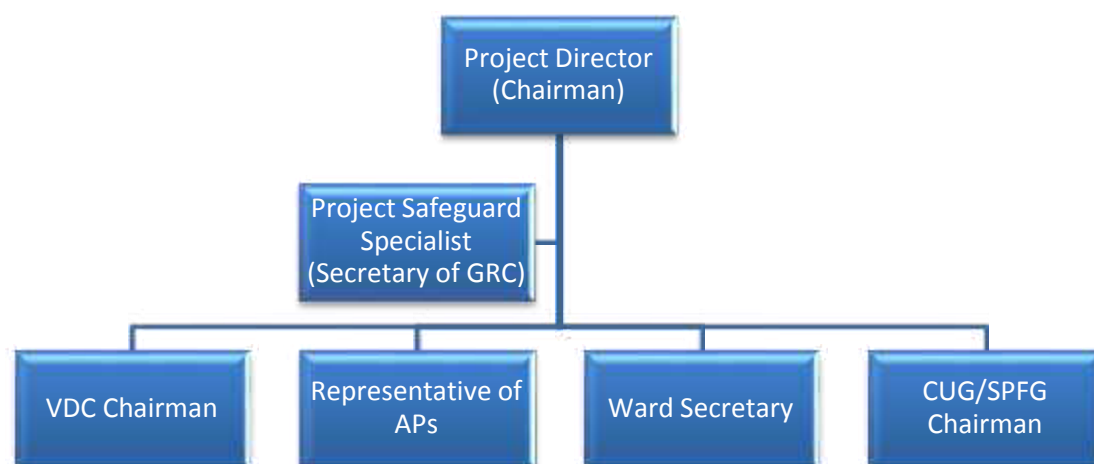 Project Director
(Chairman)
Project Safeguard
Specialist
(Secretary of GRC)
VDC Chairman
Representative of
APs
Ward Secretary
CUG/SPFG
Chairman